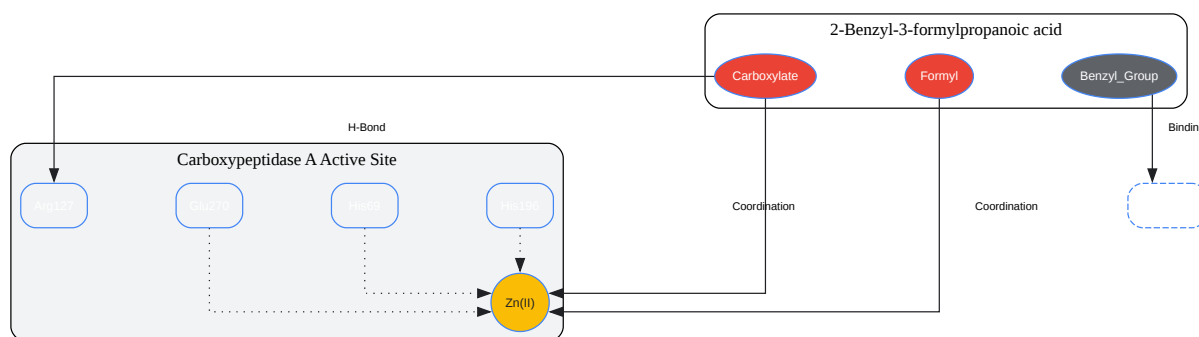 2-Benzyl-3-formylpropanoic acid
Carboxylate
Formyl
Benzyl_Group
H-Bond
Bindin
Carboxypeptidase A Active Site
Arg127
Glu270
His69
His196
Coordination
Coordination
Zn(II)